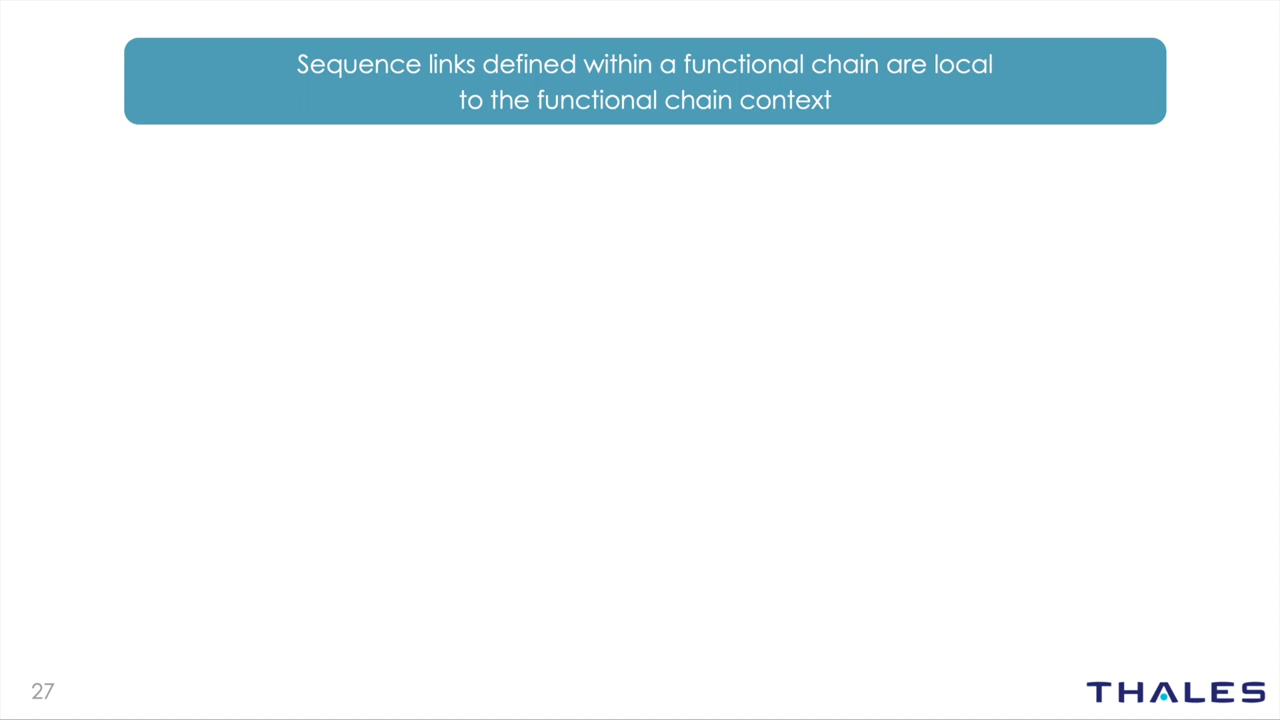 Sequence links defined within a functional chain are local
to the functional chain context
27
THALES